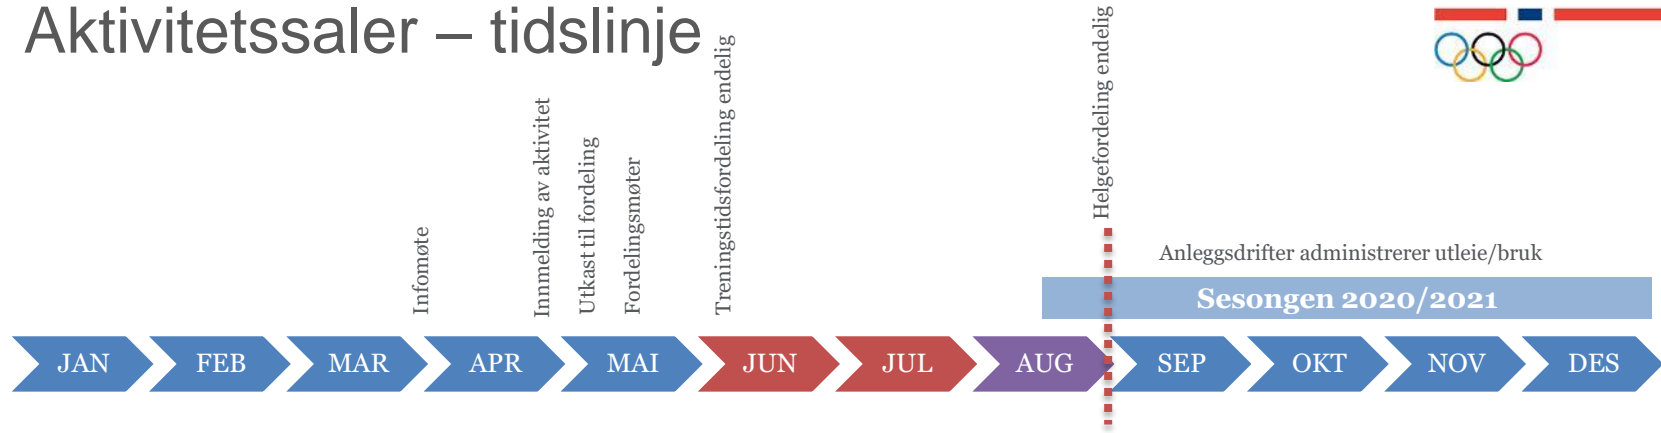 Aktivitetssaler – tidslinje
Infomøte
Innmelding av aktivitet
Utkast til fordeling
Fordelingsmøter
Treningstidsfordeling endelig
Helgefordeling endelig
Anleggsdrifter administrerer utleie/bruk
Sesongen 2020/2021
JAN
FEB
MAR
APR
MAI
JUN
JUL
AUG
SEP
OKT
NOV
DES